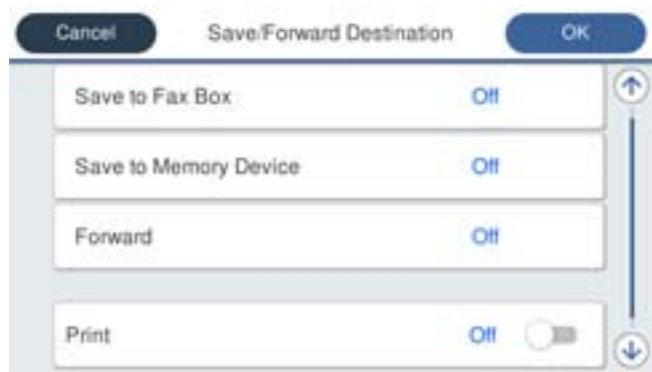 Cancel Save/Forward Destination OK
Save to Fax Box Off
Save to Memory Device Off
Forward Off
Print Off